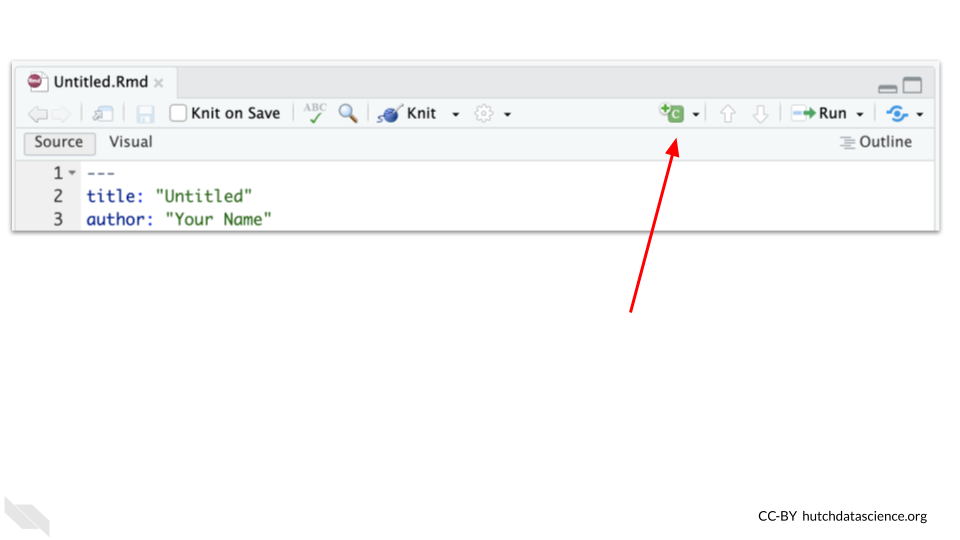 Untitled.Rmd
Knit on Save ABC Knit C Run
Source Visual Outline
1 ---
2 title: "Untitled"
3 author: "Your Name"
CC-BY hutchdatascience.org